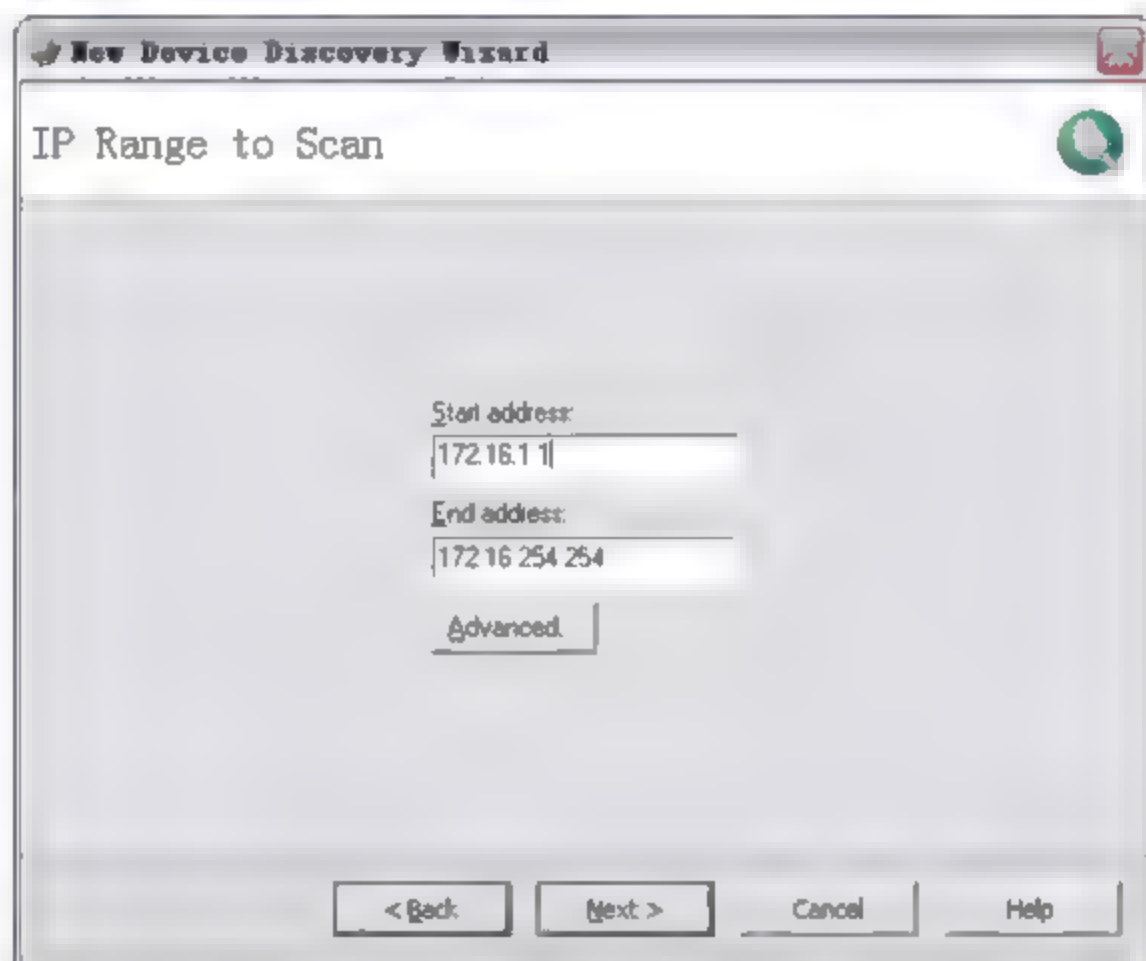 New Device Discovery Wizard
IP Range to Scan
Start address:
172.16.1 1
End address:
172 16 254 254
Advanced.
< Back
Next >
Cancel
Help